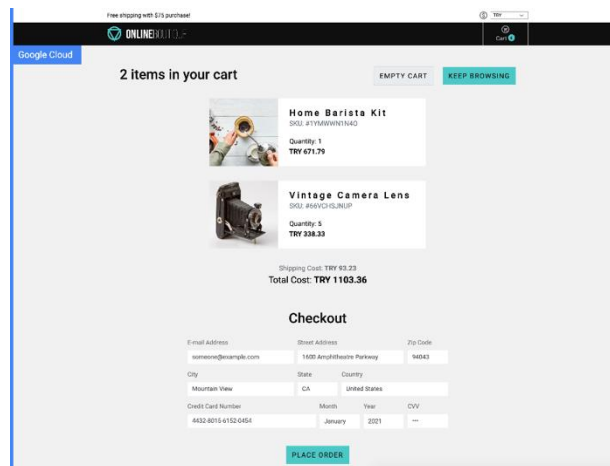 Free shipping with $75 purchase!
TRY
ONLINEBOUTIQUE
Cart
Google Cloud
2 items in your cart
EMPTY CART
KEEP BROWSING
Home Barista Kit
SKU: #1YMWWN1N4O
Quantity: 1
TRY 671.79
Vintage Camera Lens
SKU: #66VCHSJNUP
Quantity: 5
TRY 338.33
Shipping Cost: TRY 93.23
Total Cost: TRY 1103.36
Checkout
E-mail Address Street Address Zip Code
someone@example.com 1600 Amphitheatre Parkway 94043
City State Country
Mountain View CA United States
Credit Card Number Month Year CVV
4432-8015-6152-0454 January 2021 ···
PLACE ORDER